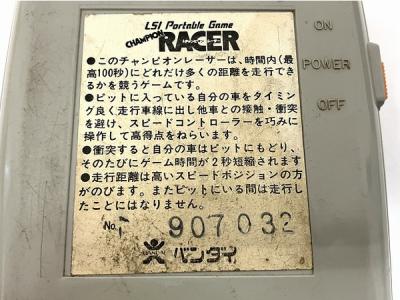 LSI Portable Game
CHAMPION RACER
ON
POWER
OFF
●このチャンピオンレーサーは、時間内(最
高100秒)にどれだけ多くの距離を走行でき
るかを競うゲームです。
●ピットに入っている自分の車をタイミン
グ良く走行車線に出し他車との接触・衝突
を避け、スピードコントローラーを巧みに
操作して高得点をねらいます。
●衝突すると自分の車はピットにもどり、
そのたびにゲーム時間が2秒短縮されます
●走行距離は高いスピードポジションの方
がのびます。またピットにいる間は走行し
たことにはなりません。
No. 907032
バンダイ